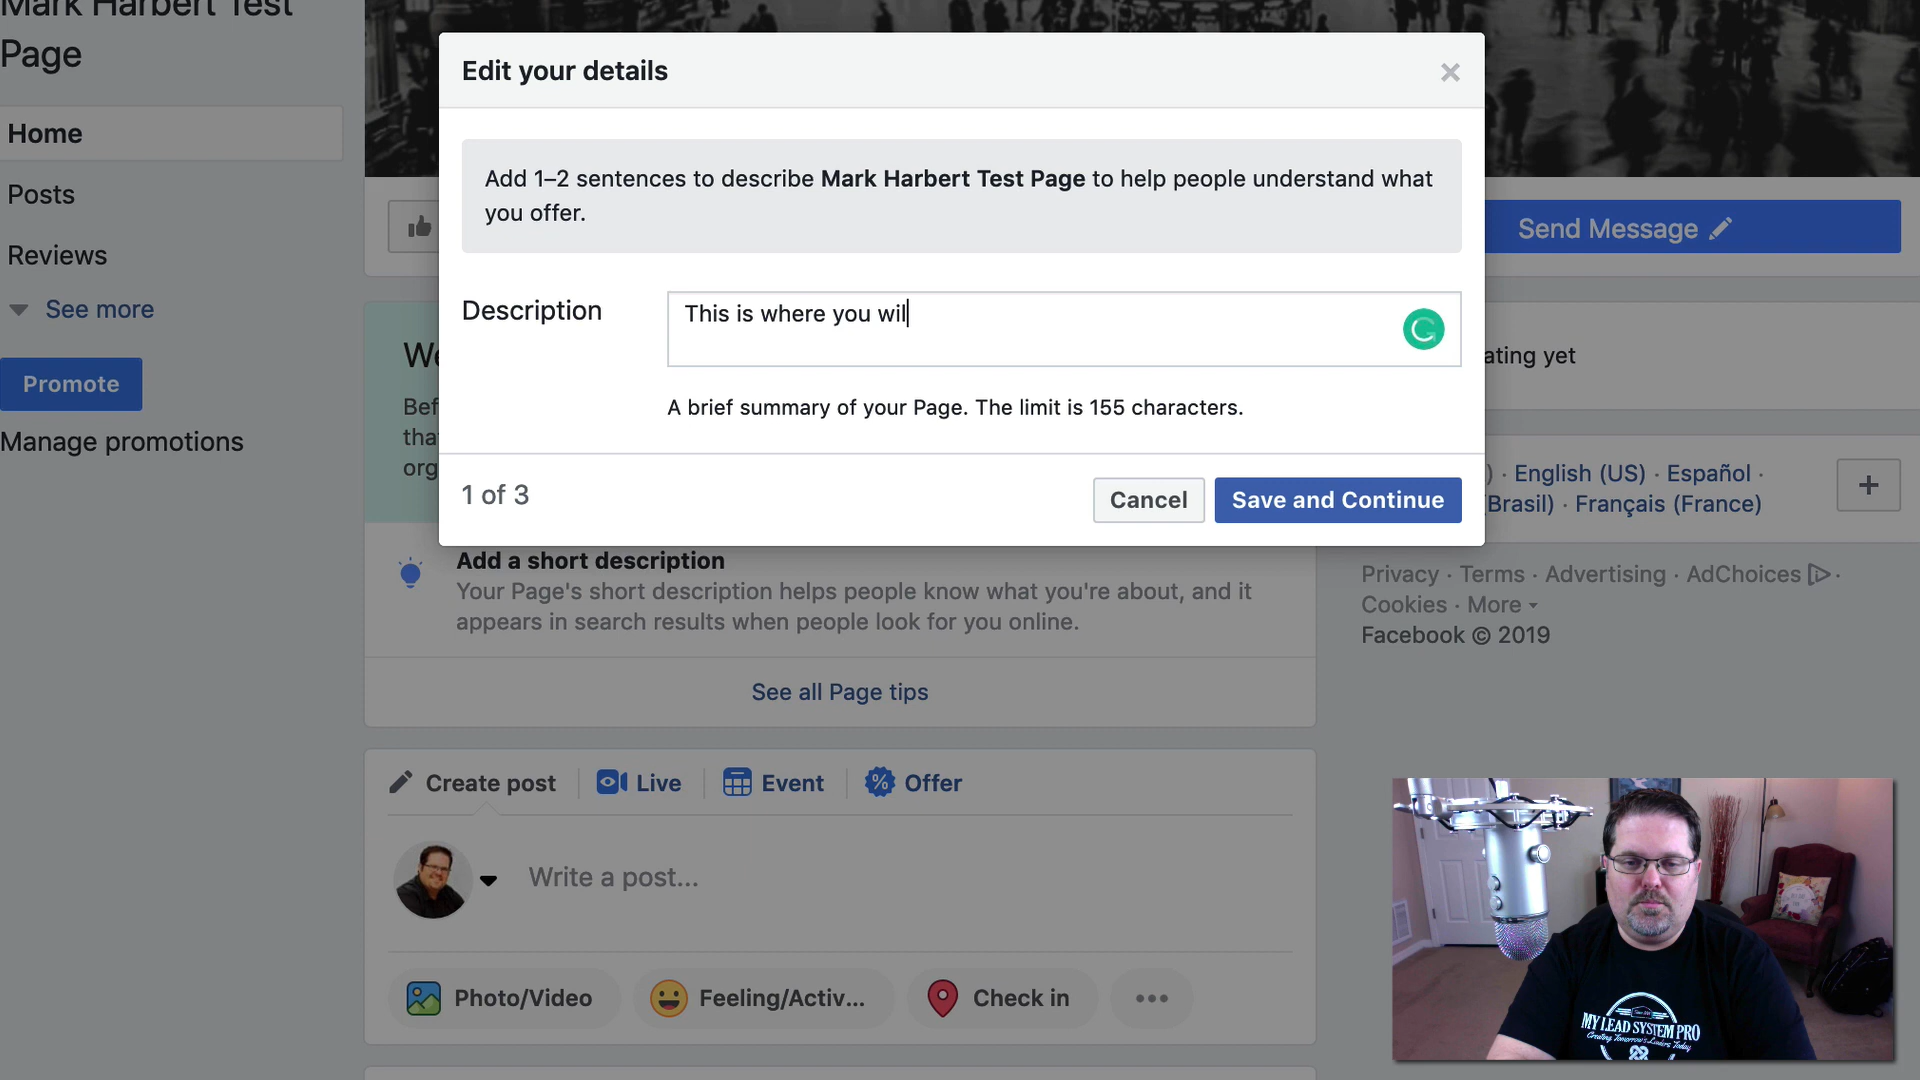 Mark Harbert Test
Page
Home
Posts
Reviews
See more
Promote
Manage promotions
Edit your details
Add 1–2 sentences to describe Mark Harbert Test Page to help people understand what
you offer.
Description
This is where you wil
A brief summary of your Page. The limit is 155 characters.
1 of 3
Cancel
Save and Continue
Send Message
ating yet
English (US) · Español ·
(Brasil) · Français (France)
Privacy · Terms · Advertising · AdChoices ·
Cookies · More
Facebook © 2019
Add a short description
Your Page's short description helps people know what you're about, and it
appears in search results when people look for you online.
See all Page tips
Create post
Live
Event
Offer
Write a post...
Photo/Video
Feeling/Activ...
Check in
MY LEAD SYSTEM PRO
Creating Tomorrow's Leaders Today